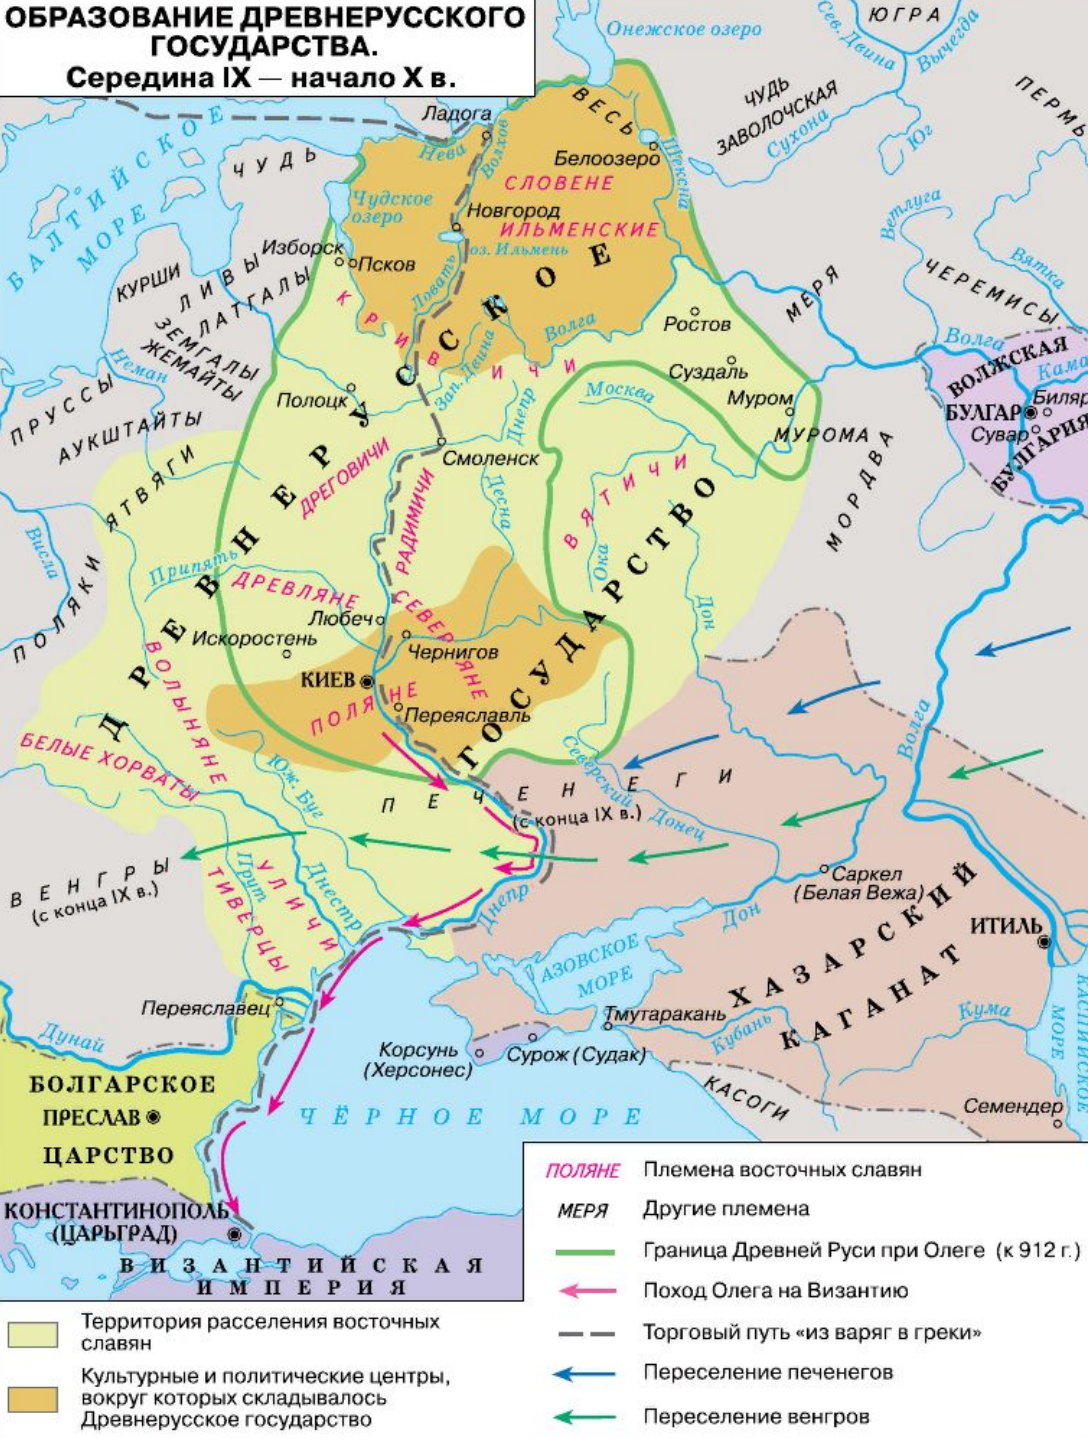 ОБРАЗОВАНИЕ ДРЕВНЕРУССКОГО
ГОСУДАРСТВА.
Середина IX — начало X в.
ЮГРА
Онежское озеро
Сев. Двина
Вычегда
ЧУДЬ
ЗАВОЛОЧСКАЯ
Сухона
Юг
ПЕРМЬ
ВЕСЬ
Ладога
Нева
Волхов
Белоозеро
Шексна
БАЛТИЙСКОЕ
МОРЕ
ЧУДЬ
Чудское
озеро
СЛОВЕНЕ
ИЛЬМЕНСКИЕ
Новгород
оз. Ильмень
Ветлуга
Вятка
ЧЕРЕМИСЫ
Изборск
Псков
КУРШИ
ЛИВЫ
ЛАТГАЛЫ
ЗЕМГАЛЫ
ЖЕМАЙТЫ
Неман
ПРУССЫ
АУКШТАЙТЫ
ЯТВЯГИ
КРИВИЧИ
Ловать
Зап. Двина
Волга
Днепр
МЕРЯ
Ростов
Суздаль
Муром
Москва
МУРОМА
МОРДВА
Волга
Кама
ВОЛЖСКАЯ
БУЛГАРИЯ
БУЛГАР
Биляр
Сувар
Полоцк
Смоленск
ДРЕГОВИЧИ
РАДИМИЧИ
Десна
ВЯТИЧИ
Ока
Дон
ДРЕВНЕРУССКОЕ
ГОСУДАРСТВО
Висла
ПОЛЯКИ
Припять
ДРЕВЛЯНЕ
Любеч
Искоростень
Чернигов
СЕВЕРЯНЕ
КИЕВ
ПОЛЯНЕ
Переяславль
ВОЛЫНЯНЕ
БЕЛЫЕ ХОРВАТЫ
Юж. Буг
ПЕЧЕНЕГИ
(с конца IX в.)
Северский Донец
Волга
ВЕНГРЫ
(с конца IX в.)
Прут
ТИВЕРЦЫ
УЛИЧИ
Днестр
Днепр
Саркел
(Белая Вежа)
Дон
ИТИЛЬ
ХАЗАРСКИЙ
КАГАНАТ
АЗОВСКОЕ
МОРЕ
Тмутаракань
Кубань
Кума
КАСПИЙСКОЕ
МОРЕ
Семендер
КАСОГИ
Корсунь
(Херсонес)
Сурож (Судак)
Переяславец
Дунай
БОЛГАРСКОЕ
ПРЕСЛАВ
ЦАРСТВО
ЧЁРНОЕ МОРЕ
КОНСТАНТИНОПОЛЬ
(ЦАРЬГРАД)
ВИЗАНТИЙСКАЯ
ИМПЕРИЯ
ПОЛЯНЕ Племена восточных славян
МЕРЯ Другие племена
Граница Древней Руси при Олеге (к 912 г.)
Поход Олега на Византию
Торговый путь «из варяг в греки»
Переселение печенегов
Переселение венгров
Территория расселения восточных
славян
Культурные и политические центры,
вокруг которых складывалось
Древнерусское государство